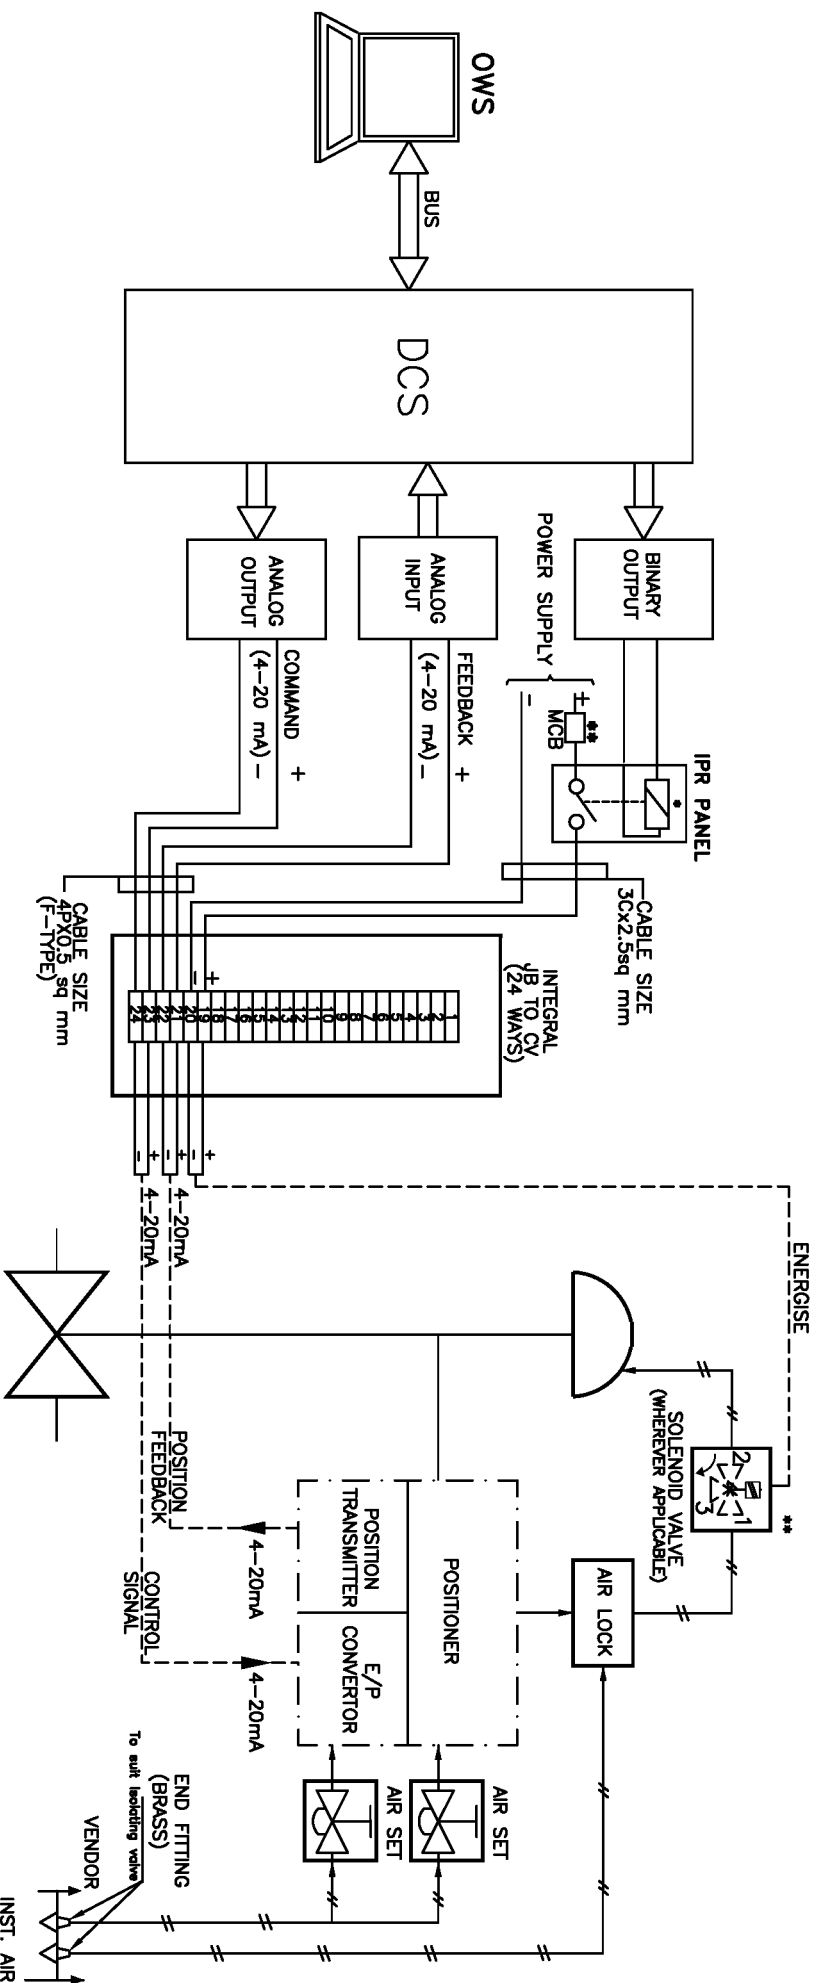 OWS
BUS
DCS
BINARY
OUTPUT
ANALOG
INPUT
ANALOG
OUTPUT
POWER SUPPLY
+
-
**
MCB
IPR PANEL
*
FEEDBACK +
(4-20 mA) -
COMMAND +
(4-20 mA) -
CABLE SIZE
3Cx2.5sq mm
CABLE SIZE
4PX0.5 sq mm
(F-TYPE)
INTEGRAL
JB TO CV
(24 WAYS)
+
-
1
2
3
4
5
6
7
8
9
10
11
12
13
14
15
16
17
18
19
20
21
22
23
24
+
-
+
-
+
-
4-20mA
4-20mA
ENERGISE
SOLENOID VALVE
(WHEREVER APPLICABLE)
2
1
3
**
AIR LOCK
POSITIONER
POSITION
TRANSMITTER
E/P
CONVERTOR
POSITION
FEEDBACK
4-20mA
CONTROL
SIGNAL
4-20mA
AIR SET
AIR SET
END FITTING
(BRASS)
To suit isolating valve
VENDOR
INST. AIR